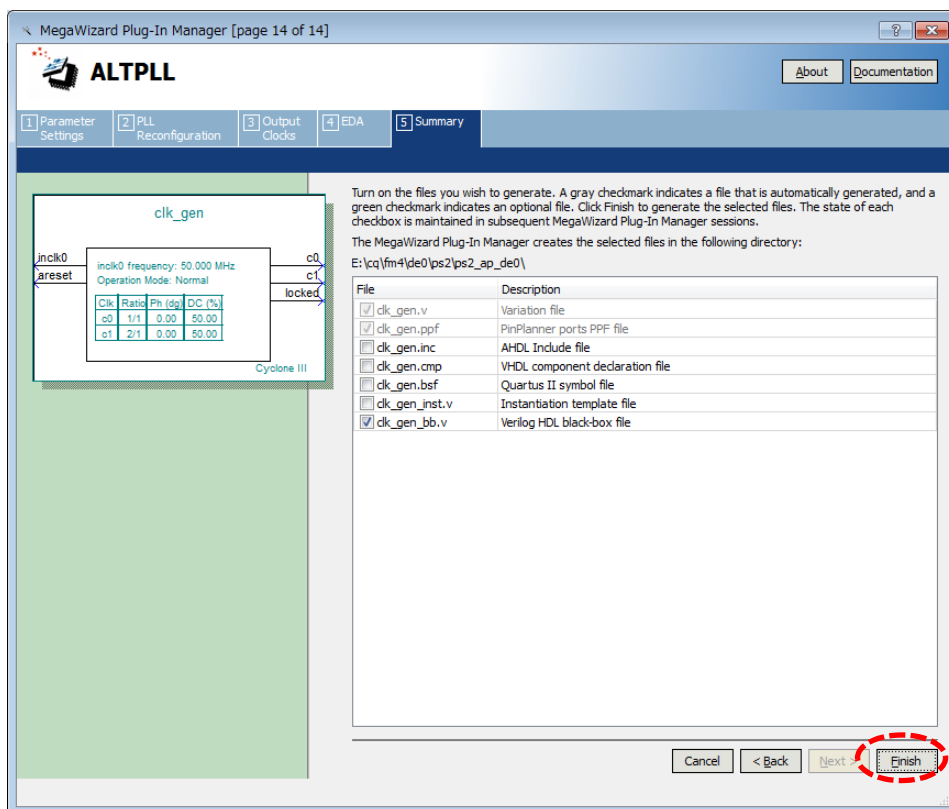 MegaWizard Plug-In Manager [page 14 of 14]
ALTPLL
About
Documentation
1 Parameter Settings
2 PLL Reconfiguration
3 Output Clocks
4 EDA
5 Summary
clk_gen
inclk0
areset
inclk0 frequency: 50.000 MHz
Operation Mode: Normal
Clk Ratio Ph (dg) DC (%)
c0 1/1 0.00 50.00
c1 2/1 0.00 50.00
c0
c1
locked
Cyclone III
Turn on the files you wish to generate. A gray checkmark indicates a file that is automatically generated, and a
green checkmark indicates an optional file. Click Finish to generate the selected files. The state of each
checkbox is maintained in subsequent MegaWizard Plug-In Manager sessions.
The MegaWizard Plug-In Manager creates the selected files in the following directory:
E:\cq\fm4\de0\ps2\ps2_ap_de0\
File Description
clk_gen.v Variation file
clk_gen.ppf PinPlanner ports PPF file
clk_gen.inc AHDL Include file
clk_gen.cmp VHDL component declaration file
clk_gen.bsf Quartus II symbol file
clk_gen_inst.v Instantiation template file
clk_gen_bb.v Verilog HDL black-box file
Cancel
< Back
Next >
Finish